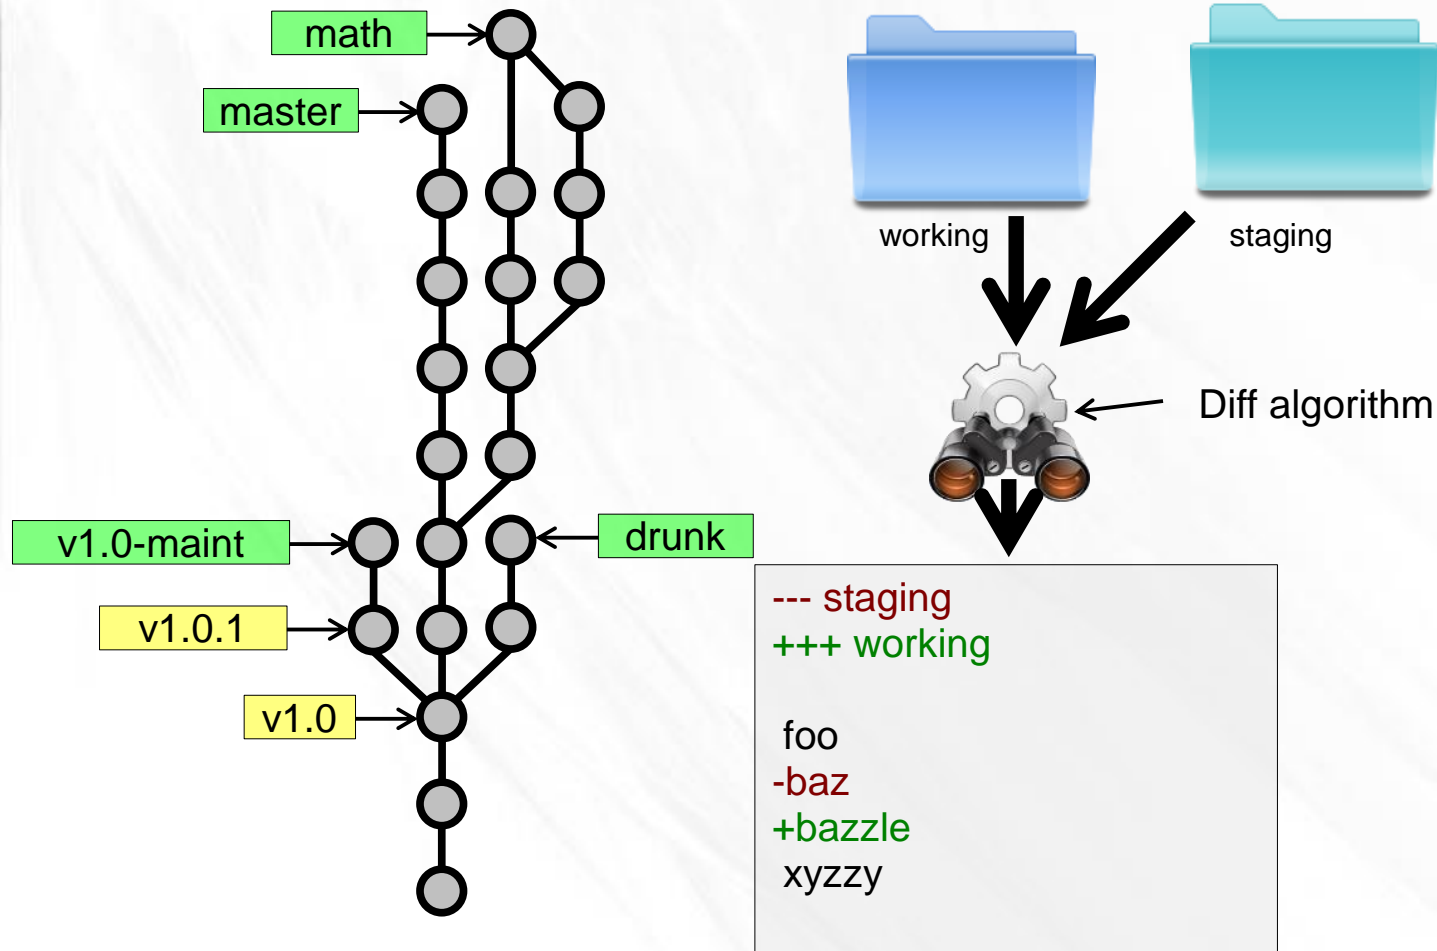 math
master
v1.0-maint
drunk
v1.0.1
v1.0
working
staging
Diff algorithm
--- staging
+++ working
foo
-baz
+bazzle
xyzzy